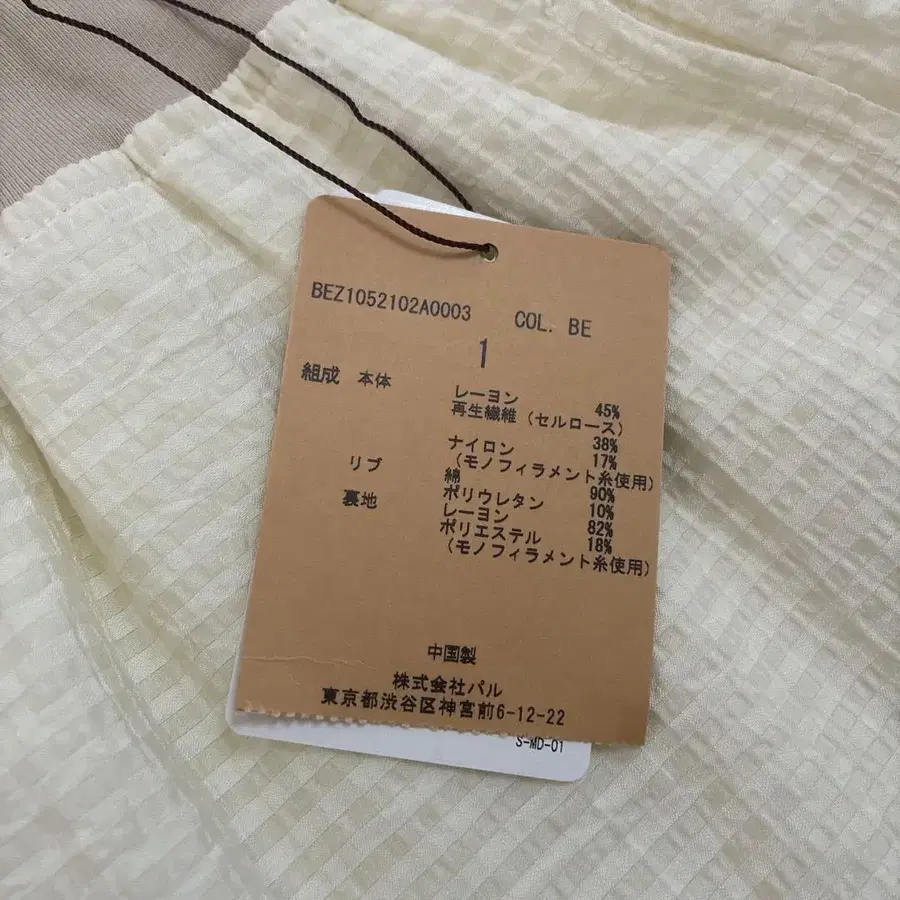 BEZ1052102A0003 COL. BE
1
組成 本体 レーヨン 45%
再生繊維（セルロース） 38%
ナイロン 17%
（モノフィラメント糸使用）
リブ 綿 90%
ポリウレタン 10%
裏地 レーヨン 82%
ポリエステル 18%
（モノフィラメント糸使用）
中国製
株式会社パル
東京都渋谷区神宮前6-12-22
S-MD-01